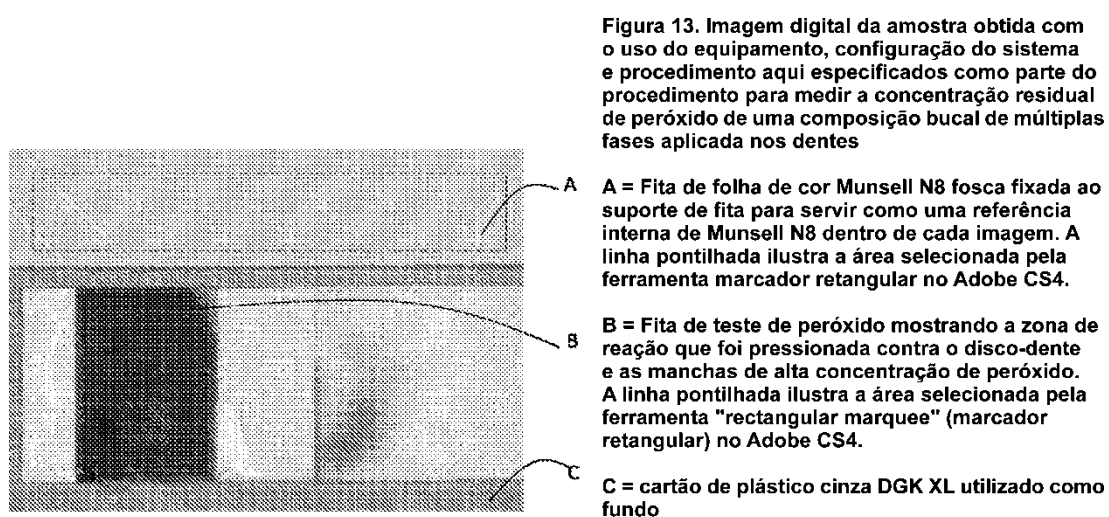 Figura 13. Imagem digital da amostra obtida com
o uso do equipamento, configuração do sistema
e procedimento aqui especificados como parte do
procedimento para medir a concentração residual
de peróxido de uma composição bucal de múltiplas
fases aplicada nos dentes
A
A = Fita de folha de cor Munsell N8 fosca fixada ao
suporte de fita para servir como uma referência
interna de Munsell N8 dentro de cada imagem. A
linha pontilhada ilustra a área selecionada pela
ferramenta marcador retangular no Adobe CS4.
B
B = Fita de teste de peróxido mostrando a zona de
reação que foi pressionada contra o disco-dente
e as manchas de alta concentração de peróxido.
A linha pontilhada ilustra a área selecionada pela
ferramenta "rectangular marquee" (marcador
retangular) no Adobe CS4.
C
C = cartão de plástico cinza DGK XL utilizado como
fundo